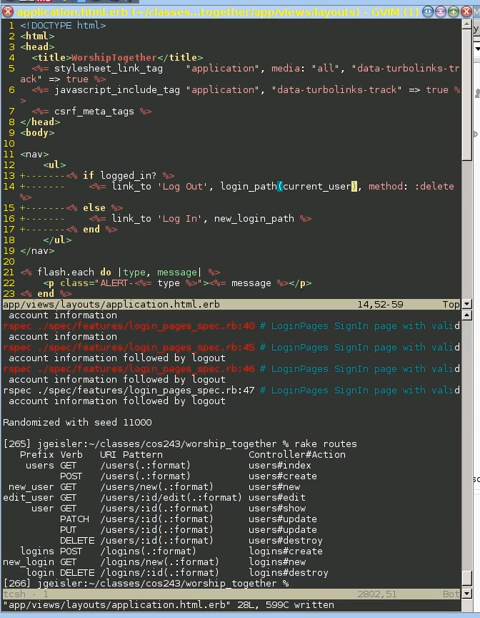 application.html.erb (~/classes...together/app/views/layouts) - GVIM (1)
1 <!DOCTYPE html>
2 <html>
3 <head>
4   <title>WorshipTogether</title>
5   <%= stylesheet_link_tag    "application", media: "all", "data-turbolinks-tr
ack" => true %>
6   <%= javascript_include_tag "application", "data-turbolinks-track" => true %
>
7   <%= csrf_meta_tags %>
8 </head>
9 <body>
10
11 <nav>
12     <ul>
13 +-------<% if logged_in? %>
14 +-------    <%= link_to 'Log Out', login_path(current_user), method: :delete
%>
15 +-------<% else %>
16 +-------    <%= link_to 'Log In', new_login_path %>
17 +-------<% end %>
18     </ul>
19 </nav>
20
21 <% flash.each do |type, message| %>
22     <p class="ALERT-<%= type %>"><%= message %></p>
23 <% end %>
app/views/layouts/application.html.erb 14,52-59 Top
account information
rspec ./spec/features/login_pages_spec.rb:40 # LoginPages SignIn page with valid
account information
rspec ./spec/features/login_pages_spec.rb:45 # LoginPages SignIn page with valid
account information followed by logout
rspec ./spec/features/login_pages_spec.rb:46 # LoginPages SignIn page with valid
account information followed by logout
rspec ./spec/features/login_pages_spec.rb:47 # LoginPages SignIn page with valid
account information followed by logout
Randomized with seed 11000
[265] jgeisler:~/classes/cos243/worship_together % rake routes
Prefix Verb   URI Pattern               Controller#Action
users GET    /users(.:format)          users#index
POST   /users(.:format)          users#create
new_user GET    /users/new(.:format)      users#new
edit_user GET    /users/:id/edit(.:format) users#edit
user GET    /users/:id(.:format)      users#show
PATCH  /users/:id(.:format)      users#update
PUT    /users/:id(.:format)      users#update
DELETE /users/:id(.:format)      users#destroy
logins POST   /logins(.:format)         logins#create
new_login GET    /logins/new(.:format)     logins#new
login DELETE /logins/:id(.:format)     logins#destroy
[266] jgeisler:~/classes/cos243/worship_together %
tcsh - 1 2802,51 Bot
"app/views/layouts/application.html.erb" 28L, 599C written